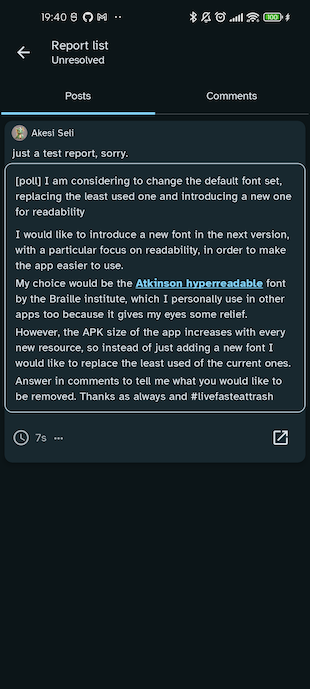 19:40
100
Report list
Unresolved
Posts
Comments
Akesi Seli
just a test report, sorry.
[poll] I am considering to change the default font set,
replacing the least used one and introducing a new one
for readability
I would like to introduce a new font in the next version,
with a particular focus on readability, in order to make
the app easier to use.
My choice would be the Atkinson hyperreadable font
by the Braille institute, which I personally use in other
apps too because it gives my eyes some relief.
However, the APK size of the app increases with every
new resource, so instead of just adding a new font I
would like to replace the least used of the current ones.
Answer in comments to tell me what you would like to
be removed. Thanks as always and #livefasteattrash
7s